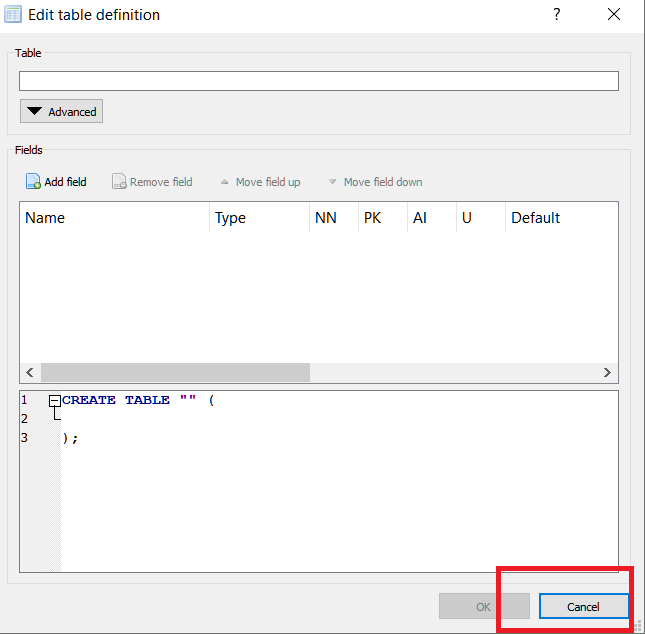 Edit table definition ?
Table
Advanced
Fields
Add field Remove field Move field up Move field down
Name Type NN PK AI U Default
1 CREATE TABLE "" (
2
3 );
OK Cancel